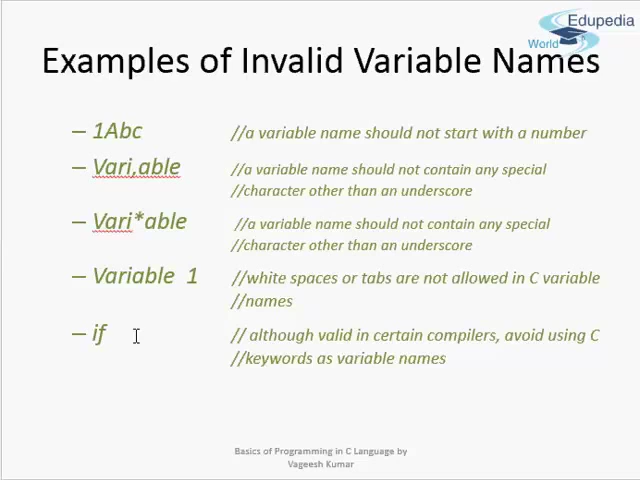 Edupedia
World
Examples of Invalid Variable Names
– 1Abc //a variable name should not start with a number
– Vari,able //a variable name should not contain any special
//character other than an underscore
– Vari*able //a variable name should not contain any special
//character other than an underscore
– Variable 1 //white spaces or tabs are not allowed in C variable
//names
– if // although valid in certain compilers, avoid using C
//keywords as variable names
Basics of Programming in C Language by
Vageesh Kumar